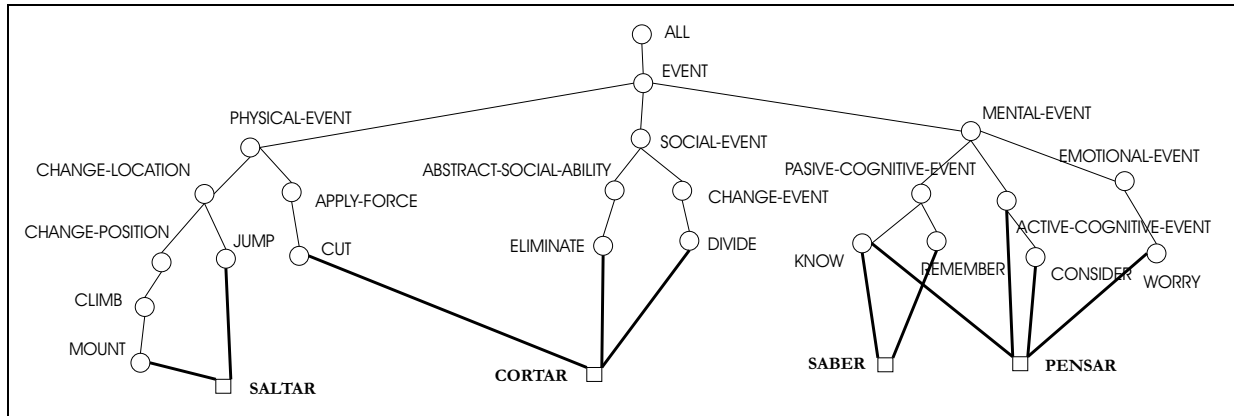 ALL
EVENT
PHYSICAL-EVENT
MENTAL-EVENT
SOCIAL-EVENT
EMOTIONAL-EVENT
CHANGE-LOCATION
ABSTRACT-SOCIAL-ABILITY
PASIVE-COGNITIVE-EVENT
APPLY-FORCE
CHANGE-EVENT
ACTIVE-COGNITIVE-EVENT
CHANGE-POSITION
JUMP
CUT
ELIMINATE
DIVIDE
KNOW
REMEMBER
CONSIDER
WORRY
CLIMB
MOUNT
SALTAR
CORTAR
SABER
PENSAR